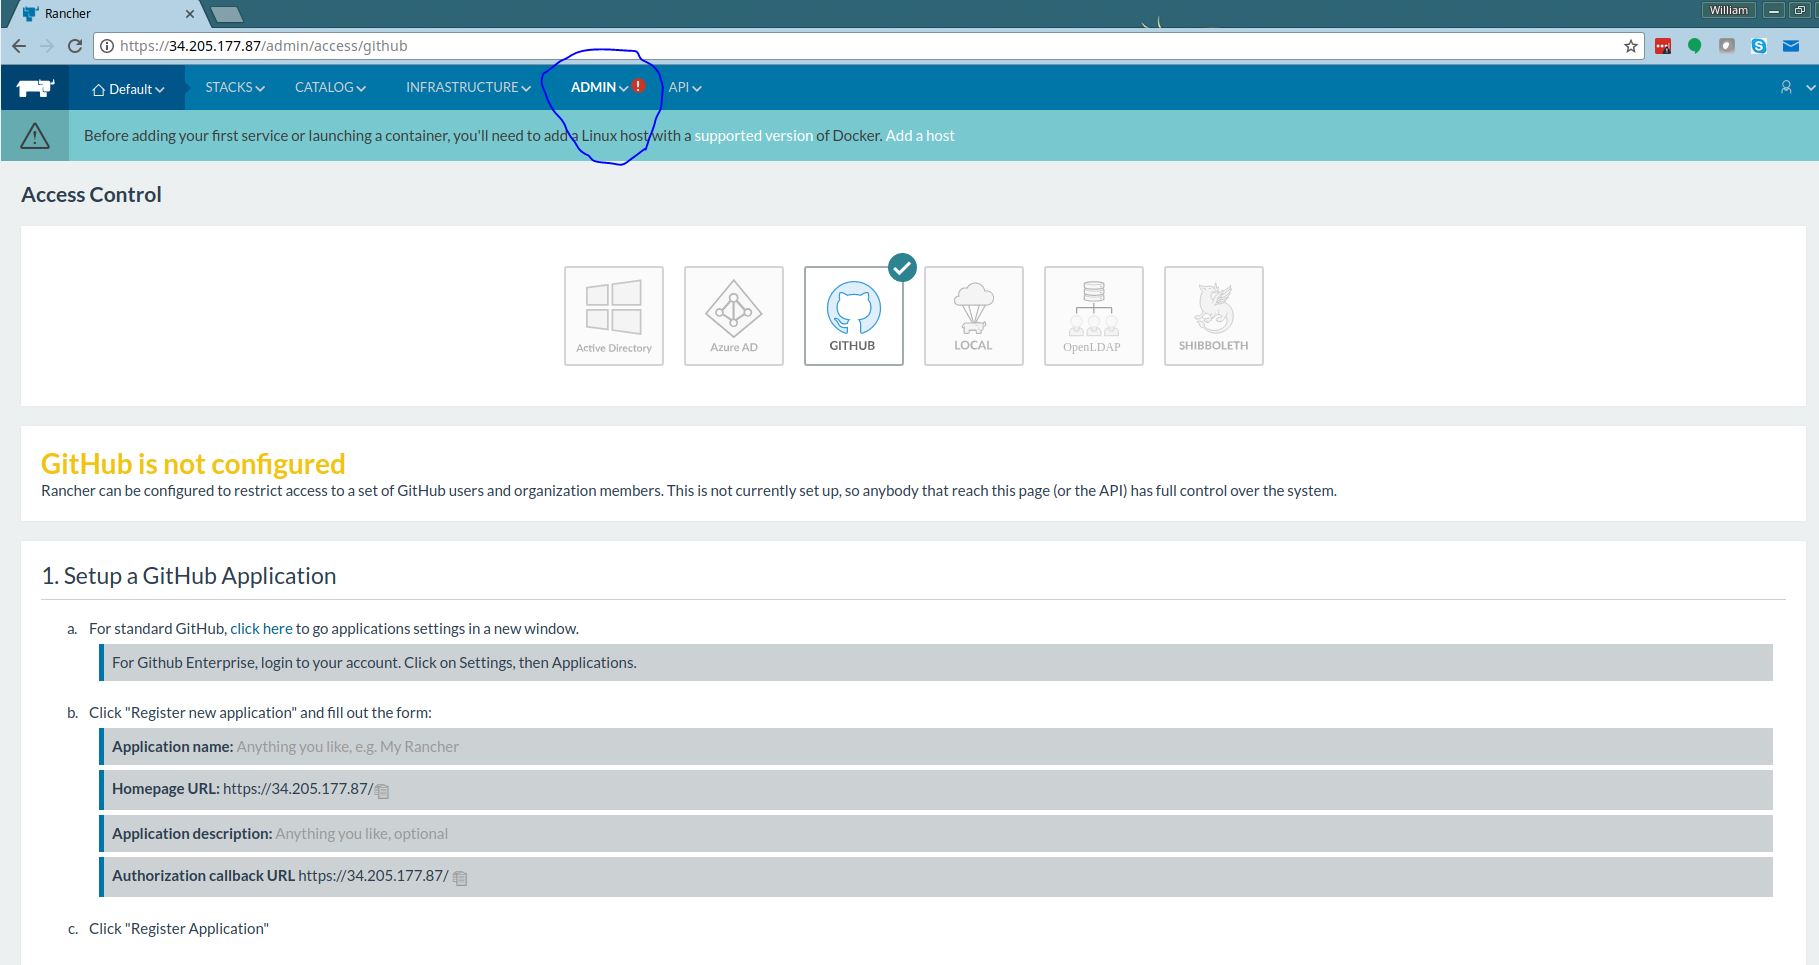 Rancher
William
https://34.205.177.87/admin/access/github
Default STACKS CATALOG INFRASTRUCTURE ADMIN ! API
Before adding your first service or launching a container, you'll need to add a Linux host with a supported version of Docker. Add a host
Access Control
Active Directory
Azure AD
GITHUB
LOCAL
OpenLDAP
SHIBBOLETH
GitHub is not configured
Rancher can be configured to restrict access to a set of GitHub users and organization members. This is not currently set up, so anybody that reach this page (or the API) has full control over the system.
1. Setup a GitHub Application
a. For standard GitHub, click here to go applications settings in a new window.
For Github Enterprise, login to your account. Click on Settings, then Applications.
b. Click "Register new application" and fill out the form:
Application name: Anything you like, e.g. My Rancher
Homepage URL: https://34.205.177.87/
Application description: Anything you like, optional
Authorization callback URL https://34.205.177.87/
c. Click "Register Application"